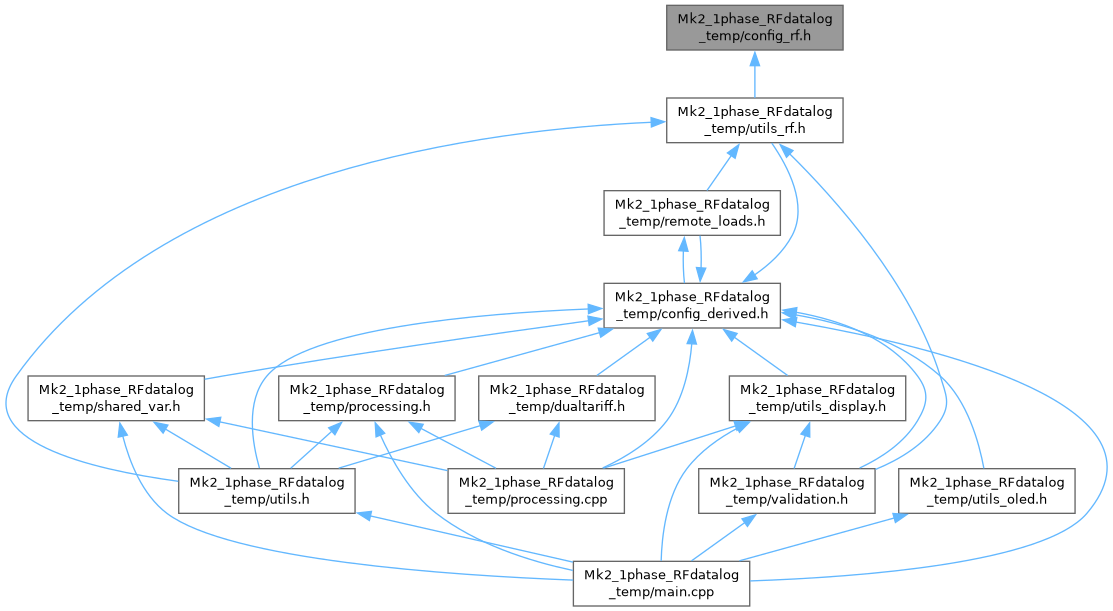 Mk2_1phase_RFdatalog
_temp/config_rf.h
Mk2_1phase_RFdatalog
_temp/utils_rf.h
Mk2_1phase_RFdatalog
_temp/remote_loads.h
Mk2_1phase_RFdatalog
_temp/config_derived.h
Mk2_1phase_RFdatalog
_temp/shared_var.h
Mk2_1phase_RFdatalog
_temp/processing.h
Mk2_1phase_RFdatalog
_temp/dualtariff.h
Mk2_1phase_RFdatalog
_temp/utils_display.h
Mk2_1phase_RFdatalog
_temp/utils.h
Mk2_1phase_RFdatalog
_temp/processing.cpp
Mk2_1phase_RFdatalog
_temp/validation.h
Mk2_1phase_RFdatalog
_temp/utils_oled.h
Mk2_1phase_RFdatalog
_temp/main.cpp